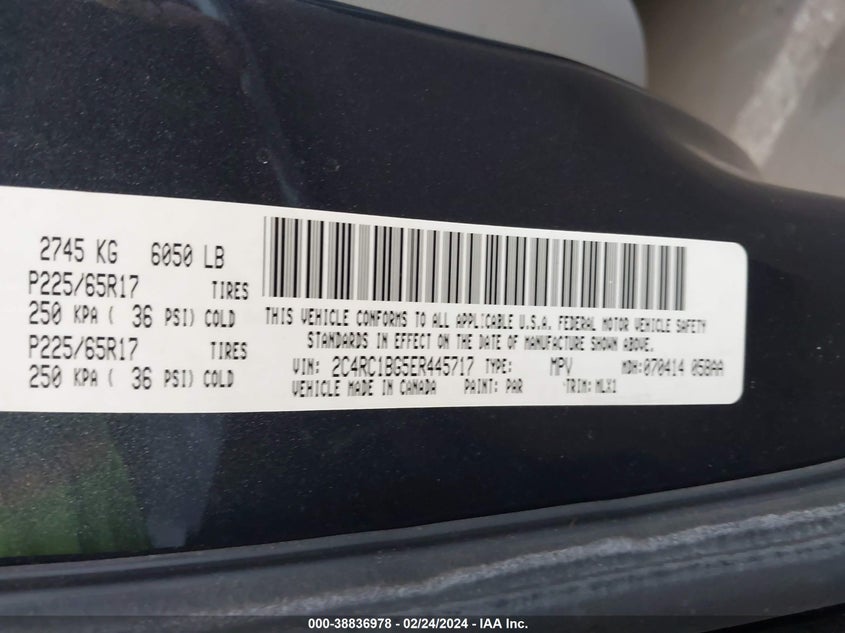 2745 KG 6050 LB
P225/65R17 TIRES
250 KPA ( 36 PSI) COLD
P225/65R17 TIRES
250 KPA ( 36 PSI) COLD
THIS VEHICLE CONFORMS TO ALL APPLICABLE U.S.A. FEDERAL MOTOR VEHICLE SAFETY
STANDARDS IN EFFECT ON THE DATE OF MANUFACTURE SHOWN ABOVE.
VIN: 2C4RC1BG5ER445717 TYPE: MPV MDH: 070414 058AA
VEHICLE MADE IN CANADA PAINT: PAR TRIM: MLX1
000-38836978 - 02/24/2024 - IAA Inc.